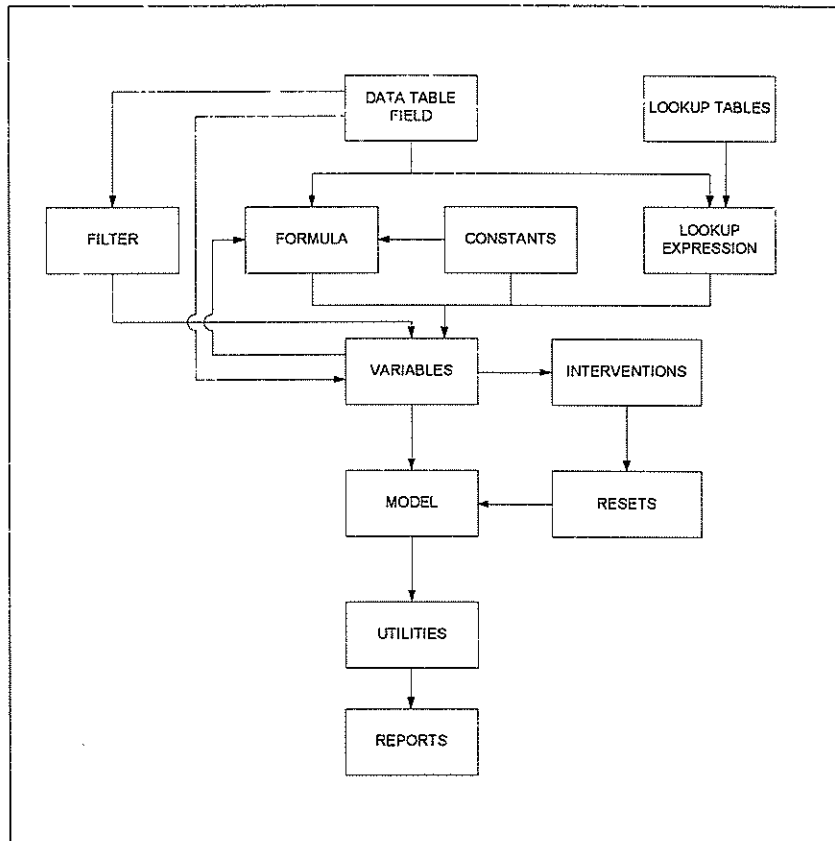 DATA TABLE
FIELD
LOOKUP TABLES
FILTER
FORMULA
CONSTANTS
LOOKUP
EXPRESSION
VARIABLES
INTERVENTIONS
MODEL
RESETS
UTILITIES
REPORTS